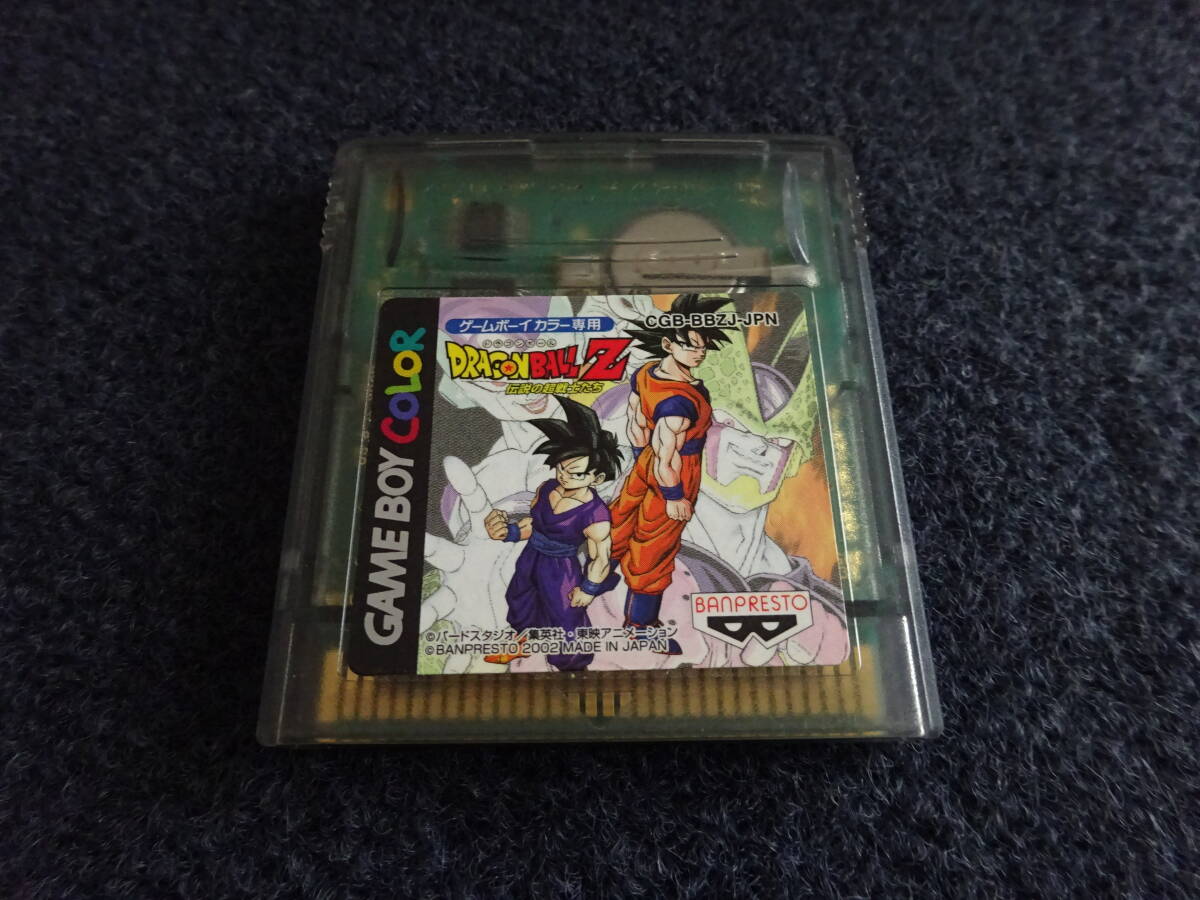 GAME BOY COLOR
ゲームボーイカラー専用
CGB-BBZJ-JPN
ドラゴンボール
DRAGON BALL Z
伝説の超戦士たち
BANPRESTO
©バードスタジオ/集英社・東映アニメーション
©BANPRESTO 2002 MADE IN JAPAN